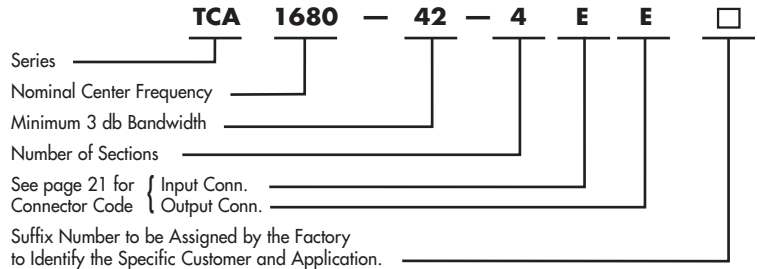 TCA 1680 — 42 — 4 E E
Series
Nominal Center Frequency
Minimum 3 db Bandwidth
Number of Sections
See page 21 for { Input Conn.
Connector Code { Output Conn.
Suffix Number to be Assigned by the Factory
to Identify the Specific Customer and Application.